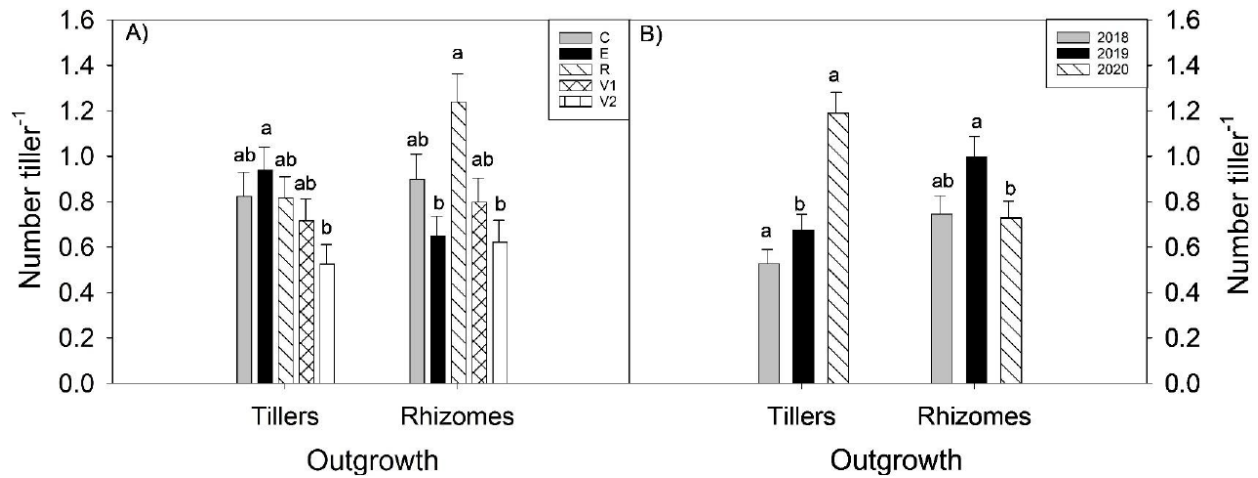 A)
C
E
R
V1
V2
Number tiller⁻¹
1.6
1.4
1.2
1.0
0.8
0.6
0.4
0.2
0.0
ab a ab ab b
ab b a ab b
Tillers Rhizomes
Outgrowth
B)
2018
2019
2020
a b a
ab a b
Tillers Rhizomes
Outgrowth
1.6
1.4
1.2
1.0
0.8
0.6
0.4
0.2
0.0
Number tiller⁻¹